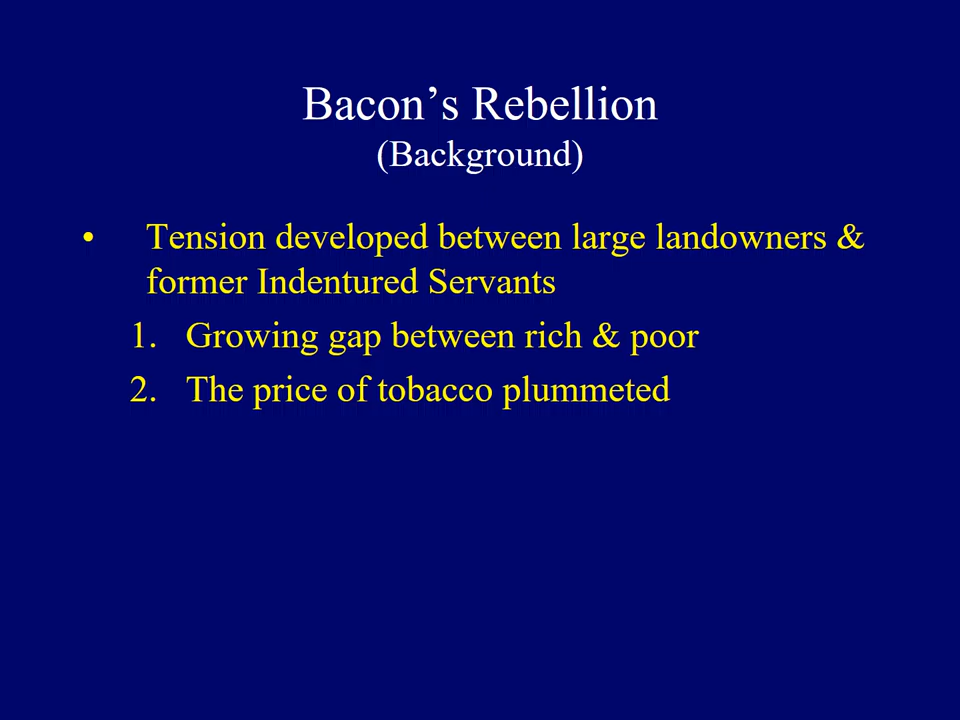 Bacon’s Rebellion
(Background)
• Tension developed between large landowners &
former Indentured Servants
1. Growing gap between rich & poor
2. The price of tobacco plummeted